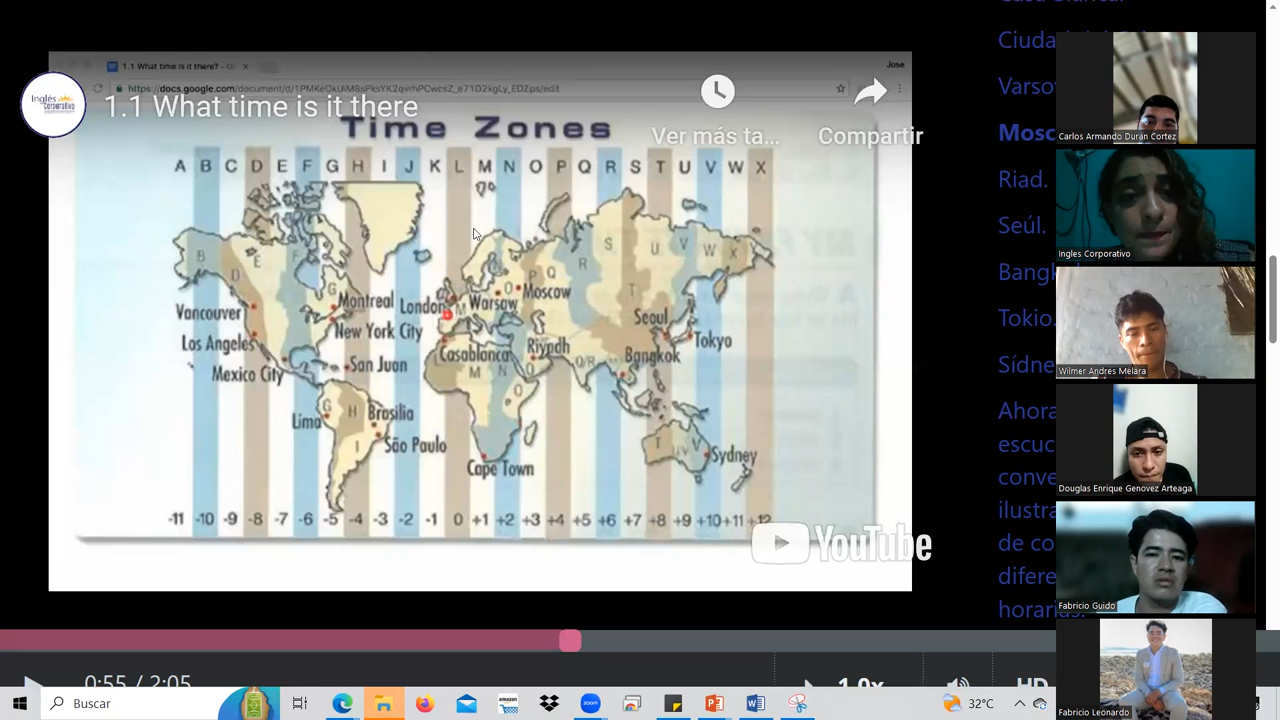 1.1 What time is it there? - G
Jose
https://docs.google.com/document/d/
/edit
Inglés
Corporativo
1.1 What time is it there
Ver más ta...
Compartir
Time Zones
A B C D E F G H I J K L M N O P Q R S T U V W X
B
D
E
F
G
Vancouver
Los Angeles
Mexico City
Montreal
New York City
San Juan
Lima
G
H
I
Brosilia
São Paulo
London
M
Warsaw
O
Moscow
P
Q
R
S
T
U
V
W
X
Casablanca
Riyadh
M
N
O
Q/R
Seoul
Tokyo
Bangkok
Cape Town
T
V
Sydney
-11 -10 -9 -8 -7 -6 -5 -4 -3 -2 -1 0 +1 +2 +3 +4 +5 +6 +7 +8 +9 +10 +11 +12
YouTube
0:55 / 2:05
1.0x
HD
Ciudad
Varsov
Mosc
Riad.
Seúl.
Bangk
Tokio.
Sídne
Ahora
escuc
conve
ilustra
de co
difere
horarias.
Carlos Armando Durán Cortez
Ingles Corporativo
Wilmer Andres Melara
Douglas Enrique Genovez Arteaga
Fabricio Guido
Fabricio Leonardo
Buscar
amazon
zoom
32°C